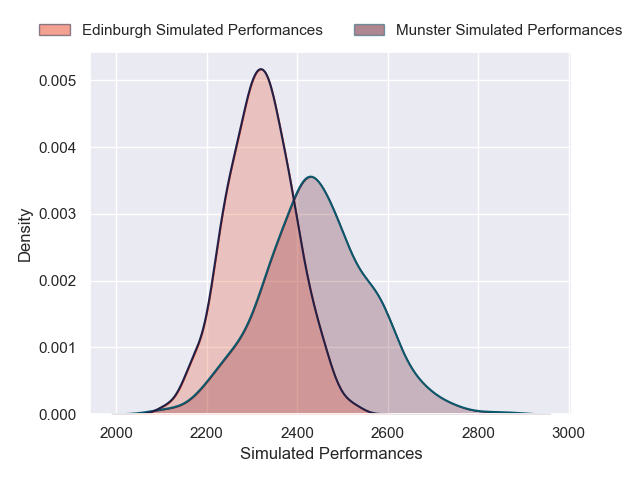 Edinburgh Simulated Performances Munster Simulated Performances
0.005
0.004
0.003
0.002
0.001
0.000
Density
2000 2200 2400 2600 2800 3000
Simulated Performances